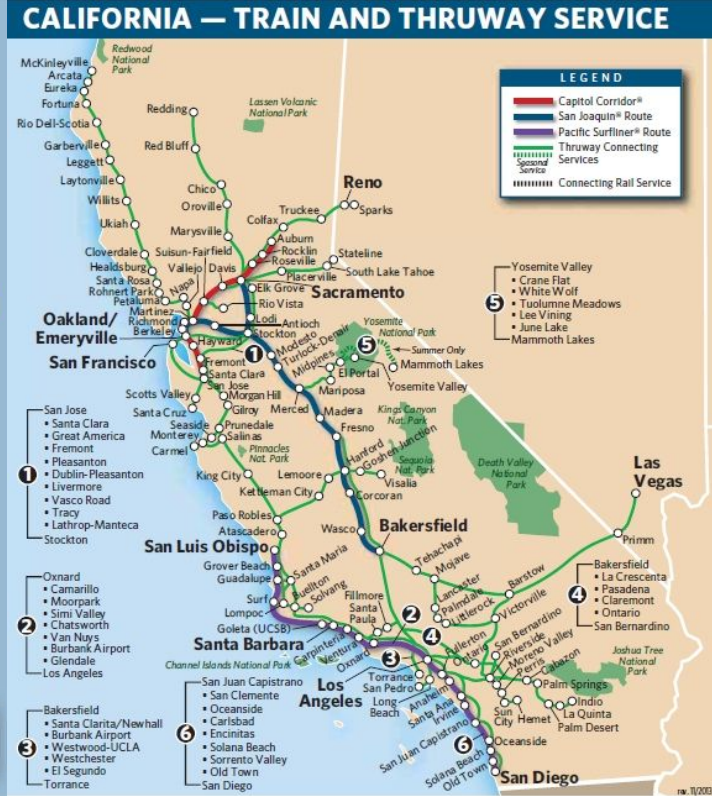 CALIFORNIA — TRAIN AND THRUWAY SERVICE
LEGEND
Capitol Corridor®
San Joaquin® Route
Pacific Surfliner® Route
Thruway Connecting
Services
Seasonal
Service
Connecting Rail Service
McKinleyville
Arcata
Eureka
Fortuna
Rio Dell-Scotia
Garberville
Leggett
Laytonville
Willits
Ukiah
Cloverdale
Healdsburg
Santa Rosa
Rohnert Park
Petaluma
Redwood
National
Park
Lassen Volcanic
National Park
Redding
Red Bluff
Chico
Oroville
Marysville
Reno
Sparks
Truckee
Colfax
Auburn
Rocklin
Roseville
Placerville
Stateline
South Lake Tahoe
Suisun-Fairfield
Vallejo
Davis
Napa
Martinez
Richmond
Berkeley
Elk Grove
Sacramento
Rio Vista
Lodi
Antioch
Stockton
Oakland/
Emeryville
San Francisco
Hayward
Fremont
Santa Clara
San Jose
1
Modesto
Turlock-Denair
Midpines
Yosemite
National Park
Summer Only
5
Mammoth Lakes
El Portal
Yosemite Valley
Mariposa
Merced
Madera
Fresno
Scotts Valley
Santa Cruz
Morgan Hill
Gilroy
Seaside
Prunedale
Monterey
Salinas
Carmel
Pinnacles
Nat. Park
Kings Canyon
Nat. Park
Sequoia
Nat. Park
Death Valley
National
Park
Hanford
Goshen Junction
Visalia
Lemoore
Kettleman City
Corcoran
King City
Paso Robles
Atascadero
Wasco
Bakersfield
San Luis Obispo
Grover Beach
Guadalupe
Santa Maria
Buellton
Solvang
Surf
Lompoc
Goleta (UCSB)
Santa Barbara
Carpinteria
Ventura
Oxnard
Fillmore
Santa
Paula
Channel Islands National Park
Tehachapi
Mojave
Lancaster
Palmdale
Littlerock
Barstow
Victorville
Las
Vegas
Primm
2
4
3
Los
Angeles
Torrance
San Pedro
Long
Beach
Fullerton
Ontario
San Bernardino
Riverside
Moreno Valley
Perris
Cabazon
Palm Springs
Indio
La Quinta
Palm Desert
Hemet
Sun
City
Joshua Tree
National
Park
Anaheim
Santa Ana
Irvine
San Juan Capistrano
6
Oceanside
Solana Beach
Old Town
San Diego
5
Yosemite Valley
• Crane Flat
• White Wolf
• Tuolumne Meadows
• Lee Vining
• June Lake
Mammoth Lakes
1
San Jose
• Santa Clara
• Great America
• Fremont
• Pleasanton
• Dublin-Pleasanton
• Livermore
• Vasco Road
• Tracy
• Lathrop-Manteca
Stockton
2
Oxnard
• Camarillo
• Moorpark
• Simi Valley
• Chatsworth
• Van Nuys
• Burbank Airport
• Glendale
Los Angeles
3
Bakersfield
• Santa Clarita/Newhall
• Burbank Airport
• Westwood-UCLA
• Westchester
• El Segundo
Torrance
6
San Juan Capistrano
• San Clemente
• Oceanside
• Carlsbad
• Encinitas
• Solana Beach
• Sorrento Valley
• Old Town
San Diego
4
Bakersfield
• La Crescenta
• Pasadena
• Claremont
• Ontario
San Bernardino
rev. 11/2013